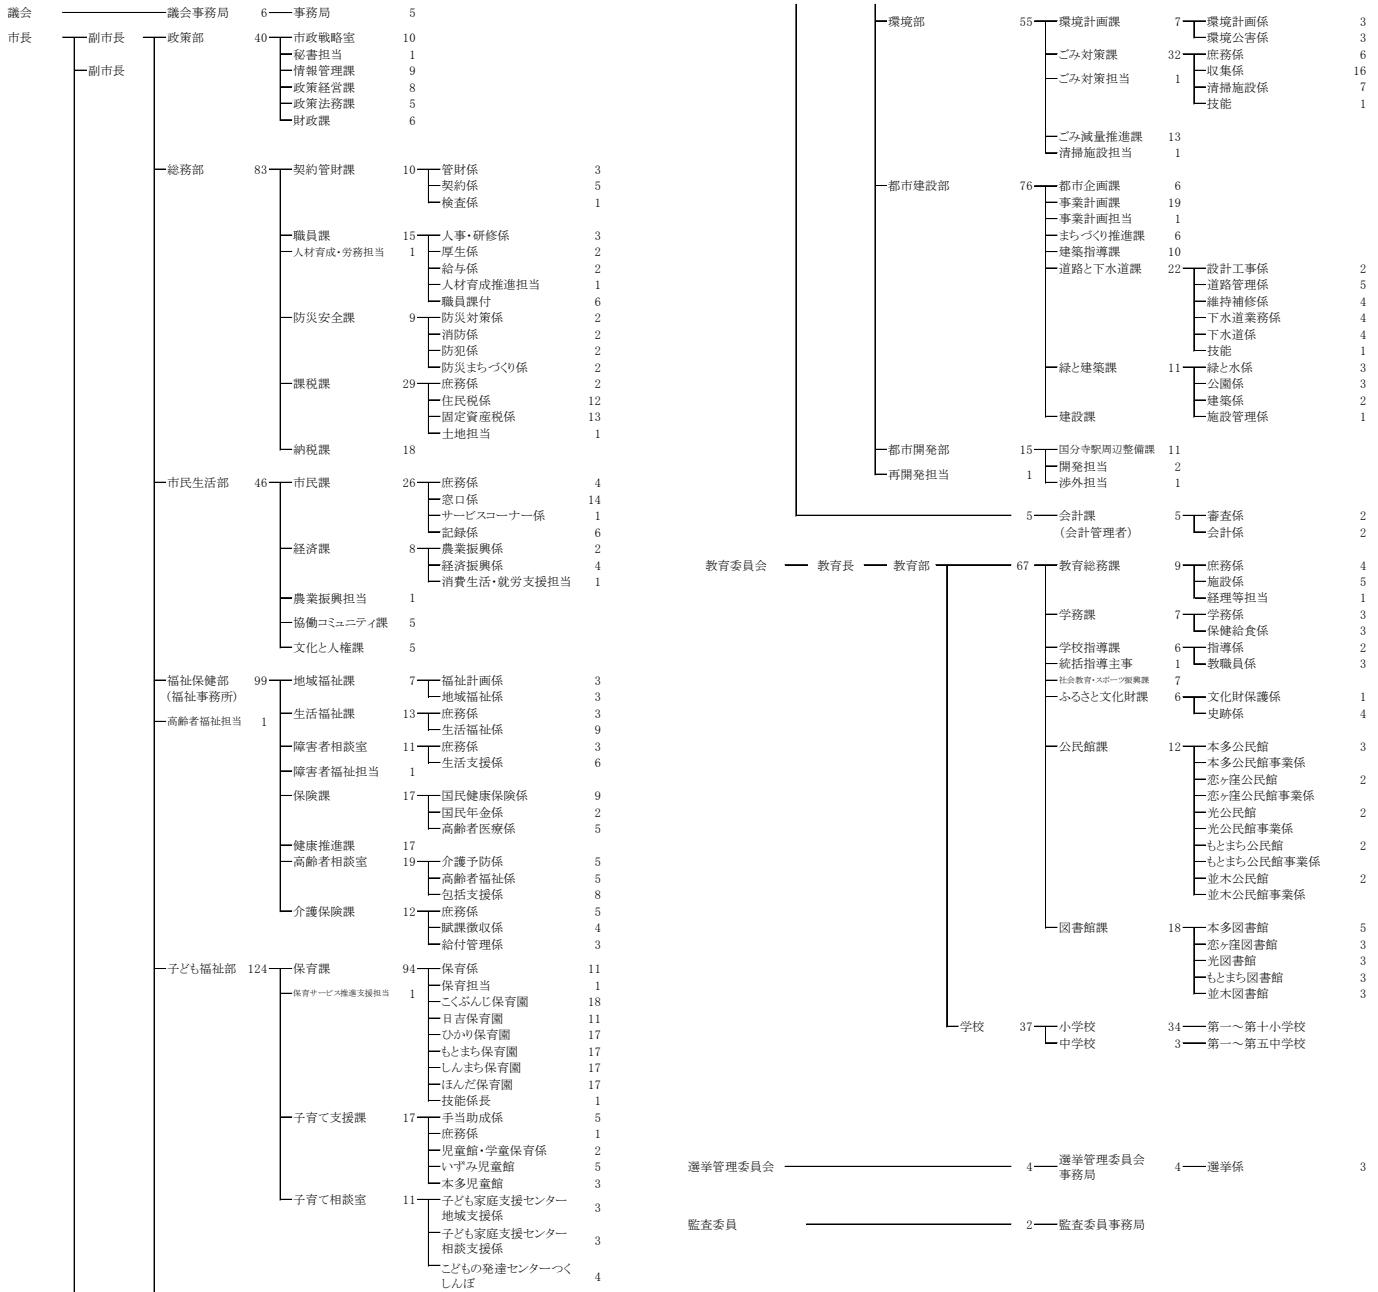 議会 議会事務局 6 事務局 5
市長 副市長 政策部 40 市政戦略室 10
秘書担当 1
副市長 情報管理課 9
政策経営課 8
政策法務課 5
財政課 6
総務部 83 契約管財課 10 管財係 3
契約係 5
検査係 1
職員課 15 人事・研修係 3
人材育成・労務担当 1 厚生係 2
給与係 2
人材育成推進担当 1
職員課付 6
防災安全課 9 防災対策係 2
消防係 2
防犯係 2
防災まちづくり係 2
課税課 29 庶務係 2
住民税係 12
固定資産税係 13
土地担当 1
納税課 18
市民生活部 46 市民課 26 庶務係 4
窓口係 14
サービスコーナー係 1
記録係 6
経済課 8 農業振興係 2
経済振興係 4
消費生活・就労支援担当 1
農業振興担当 1
協働コミュニティ課 5
文化と人権課 5
福祉保健部 99 地域福祉課 7 福祉計画係 3
(福祉事務所) 地域福祉係 3
高齢者福祉担当 1 生活福祉課 13 庶務係 3
生活福祉係 9
障害者相談室 11 庶務係 3
生活支援係 6
障害者福祉担当 1
保険課 17 国民健康保険係 9
国民年金係 2
高齢者医療係 5
健康推進課 17
高齢者相談室 19 介護予防係 5
高齢者福祉係 5
包括支援係 8
介護保険課 12 庶務係 5
賦課徴収係 4
給付管理係 3
子ども福祉部 124 保育課 94 保育係 11
保育担当 1
保育サービス推進支援担当 1 こくぶんじ保育園 18
日吉保育園 11
ひかり保育園 17
もとまち保育園 17
しんまち保育園 17
ほんだ保育園 17
技能係長 1
子育て支援課 17 手当助成係 5
庶務係 1
児童館・学童保育係 2
いずみ児童館 5
本多児童館 3
子育て相談室 11 子ども家庭支援センター
地域支援係 3
子ども家庭支援センター
相談支援係 3
こどもの発達センターつく
しんぼ 4
環境部 55 環境計画課 7 環境計画係 3
環境公害係 3
ごみ対策課 32 庶務係 6
収集係 16
ごみ対策担当 1 清掃施設係 7
技能 1
ごみ減量推進課 13
清掃施設担当 1
都市建設部 76 都市企画課 6
事業計画課 19
事業計画担当 1
まちづくり推進課 6
建築指導課 10
道路と下水道課 22 設計工事係 2
道路管理係 5
維持補修係 4
下水道業務係 4
下水道係 4
技能 1
緑と建築課 11 緑と水係 3
公園係 3
建築係 2
建設課 施設管理係 1
都市開発部 15 国分寺駅周辺整備課 11
再開発担当 1 開発担当 2
渉外担当 1
5 会計課 5 審査係 2
(会計管理者) 会計係 2
教育委員会 教育長 教育部 67 教育総務課 9 庶務係 4
施設係 5
経理等担当 1
学務課 7 学務係 3
保健給食係 3
学校指導課 6 指導係 2
統括指導主事 1 教職員係 3
社会教育・スポーツ振興課 7
ふるさと文化財課 6 文化財保護係 1
史跡係 4
公民館課 12 本多公民館 3
本多公民館事業係
恋ヶ窪公民館 2
恋ヶ窪公民館事業係
光公民館 2
光公民館事業係
もとまち公民館 2
もとまち公民館事業係
並木公民館 2
並木公民館事業係
図書館課 18 本多図書館 5
恋ヶ窪図書館 3
光図書館 3
もとまち図書館 3
並木図書館 3
学校 37 小学校 34 第一～第十小学校
中学校 3 第一～第五中学校
選挙管理委員会 4 選挙管理委員会
事務局 4 選挙係 3
監査委員 2 監査委員事務局